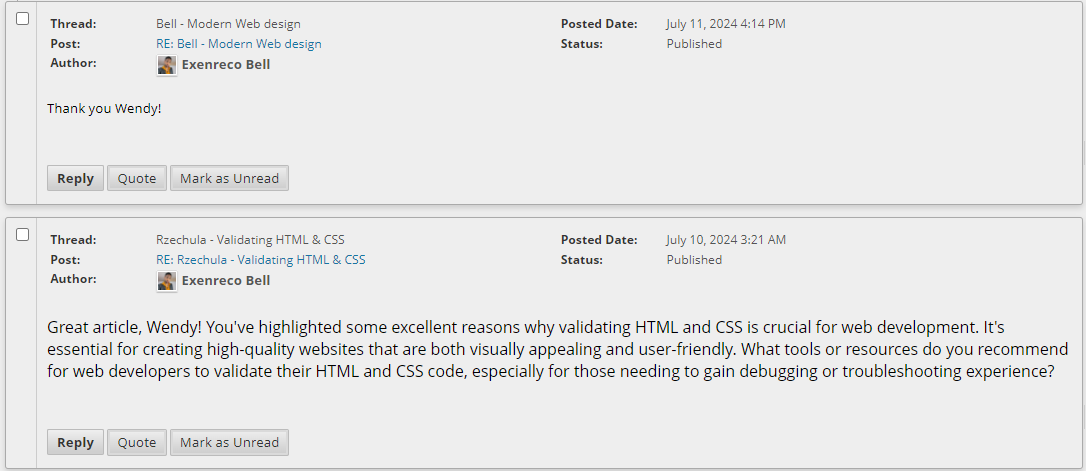 Thread: Bell - Modern Web design Posted Date: July 11, 2024 4:14 PM
Post: RE: Bell - Modern Web design Status: Published
Author: Exenreco Bell
Thank you Wendy!
Reply Quote Mark as Unread
Thread: Rzechula - Validating HTML & CSS Posted Date: July 10, 2024 3:21 AM
Post: RE: Rzechula - Validating HTML & CSS Status: Published
Author: Exenreco Bell
Great article, Wendy! You've highlighted some excellent reasons why validating HTML and CSS is crucial for web development. It's
essential for creating high-quality websites that are both visually appealing and user-friendly. What tools or resources do you recommend
for web developers to validate their HTML and CSS code, especially for those needing to gain debugging or troubleshooting experience?
Reply Quote Mark as Unread